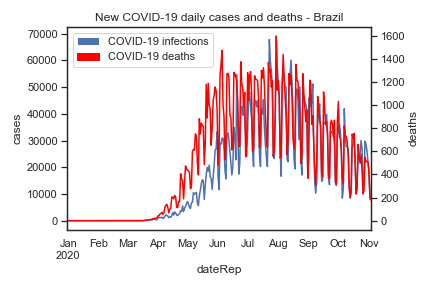 New COVID-19 daily cases and deaths - Brazil
COVID-19 infections
COVID-19 deaths
70000
60000
50000
40000
30000
20000
10000
0
cases
1600
1400
1200
1000
800
600
400
200
0
deaths
Jan Feb Mar Apr May Jun Jul Aug Sep Oct Nov
2020
dateRep